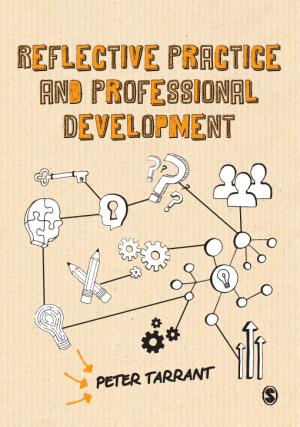 REFLECTIVE PRACTICE
AND PROFESSIONAL
DEVELOPMENT
PETER TARRANT
S